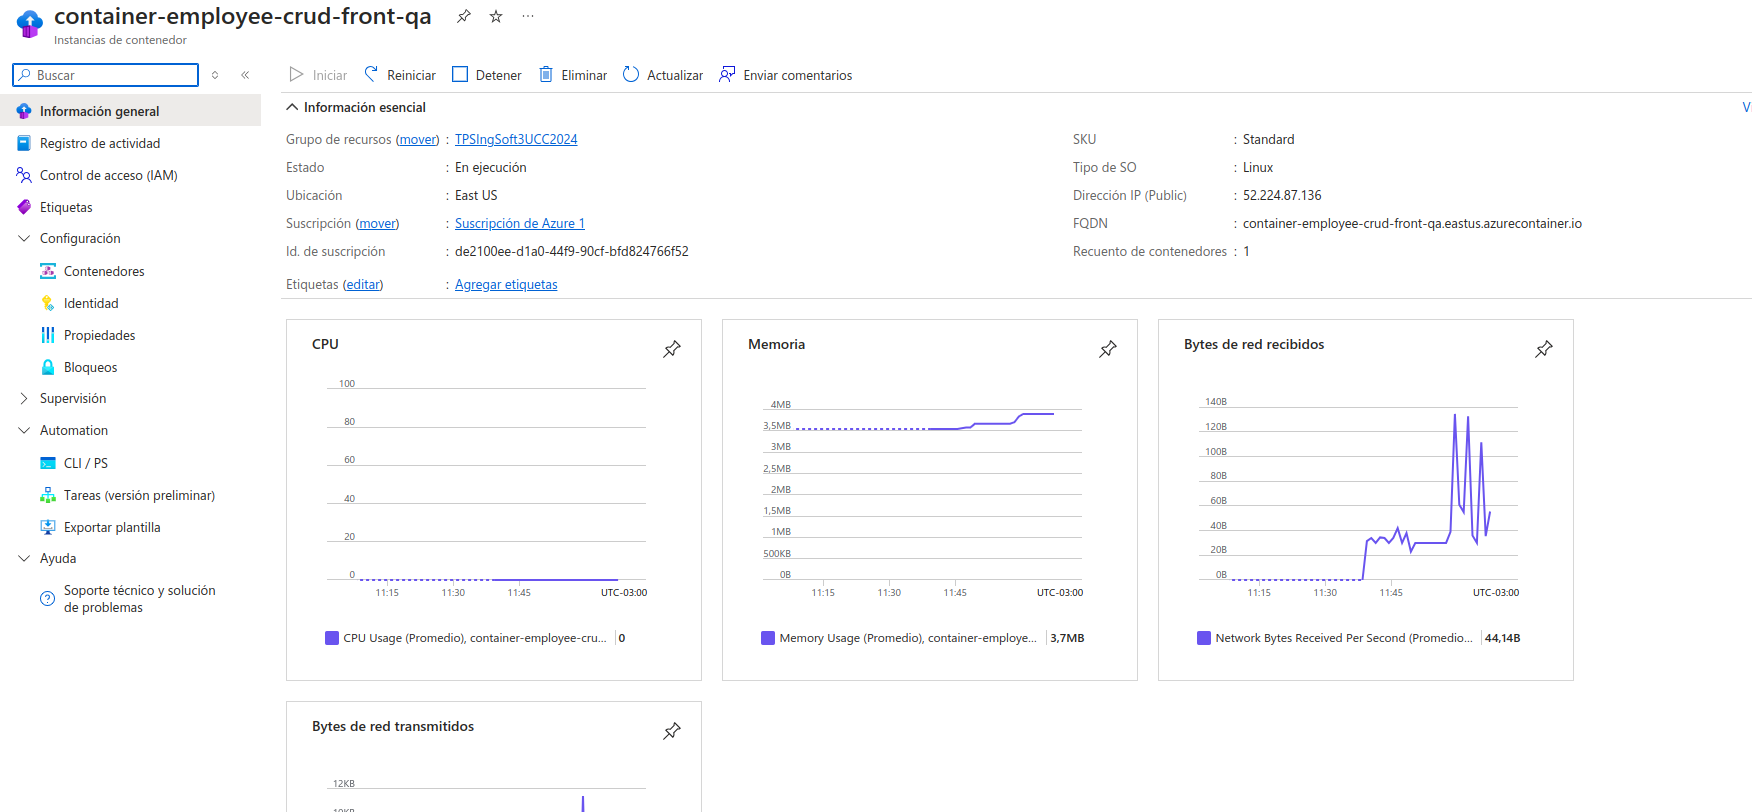 container-employee-crud-front-qa
Instancias de contenedor
Buscar
Iniciar
Reiniciar
Detener
Eliminar
Actualizar
Enviar comentarios
Información general
Registro de actividad
Control de acceso (IAM)
Etiquetas
Configuración
Contenedores
Identidad
Propiedades
Bloqueos
Supervisión
Automation
CLI / PS
Tareas (versión preliminar)
Exportar plantilla
Ayuda
Soporte técnico y solución
de problemas
Información esencial
Grupo de recursos (mover) : TPSIngSoft3UCC2024
Estado : En ejecución
Ubicación : East US
Suscripción (mover) : Suscripción de Azure 1
Id. de suscripción : de2100ee-d1a0-44f9-90cf-bfd824766f52
Etiquetas (editar) : Agregar etiquetas
SKU : Standard
Tipo de SO : Linux
Dirección IP (Public) : 52.224.87.136
FQDN : container-employee-crud-front-qa.eastus.azurecontainer.io
Recuento de contenedores : 1
CPU
100
80
60
40
20
0
11:15 11:30 11:45 UTC-03:00
CPU Usage (Promedio), container-employee-cru... 0
Memoria
4MB
3,5MB
3MB
2,5MB
2MB
1,5MB
1MB
500KB
0B
11:15 11:30 11:45 UTC-03:00
Memory Usage (Promedio), container-employe... 3,7MB
Bytes de red recibidos
140B
120B
100B
80B
60B
40B
20B
0B
11:15 11:30 11:45 UTC-03:00
Network Bytes Received Per Second (Promedio... 44,14B
Bytes de red transmitidos
12KB